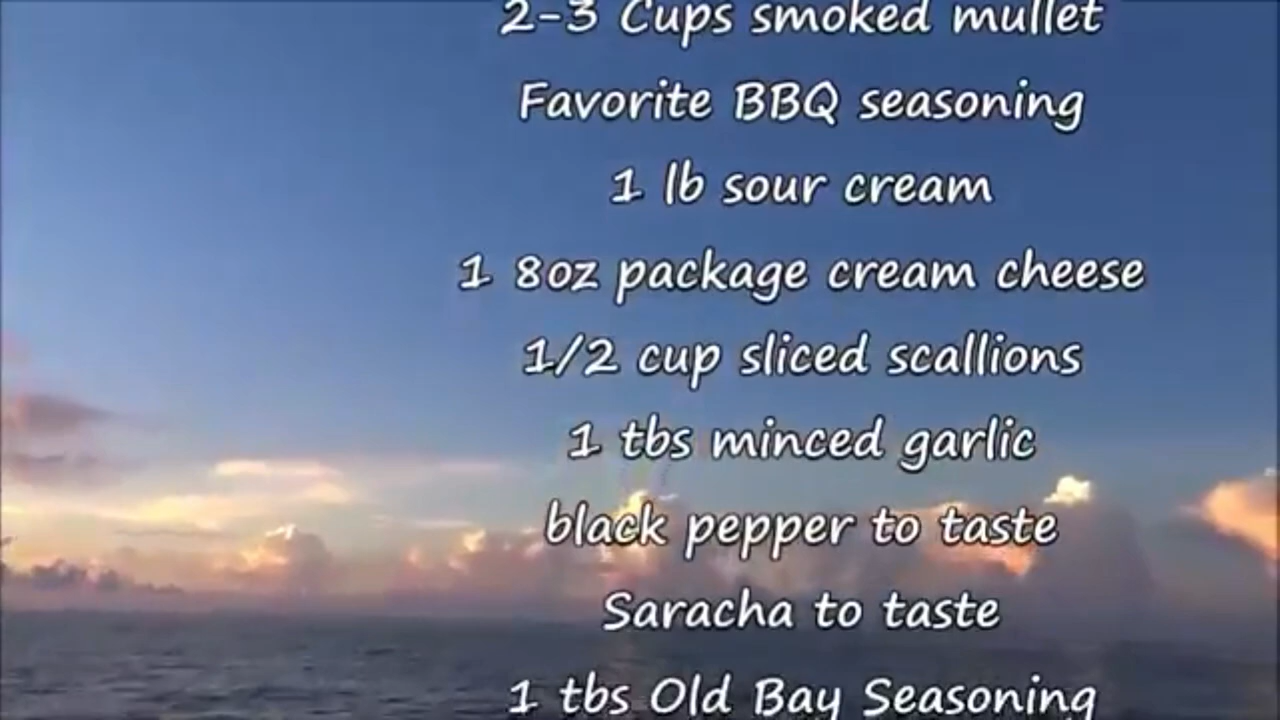 2-3 Cups smoked mullet
Favorite BBQ seasoning
1 lb sour cream
1 8oz package cream cheese
1/2 cup sliced scallions
1 tbs minced garlic
black pepper to taste
Saracha to taste
1 tbs Old Bay Seasoning